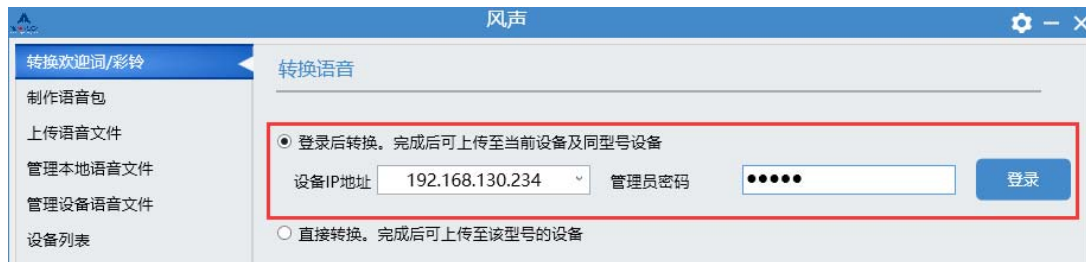 风声
转换欢迎词/彩铃
转换语音
制作语音包
上传语音文件
登录后转换。完成后可上传至当前设备及同型号设备
管理本地语音文件
设备IP地址 192.168.130.234 管理员密码 ●●●●● 登录
管理设备语音文件
设备列表
直接转换。完成后可上传至该型号的设备